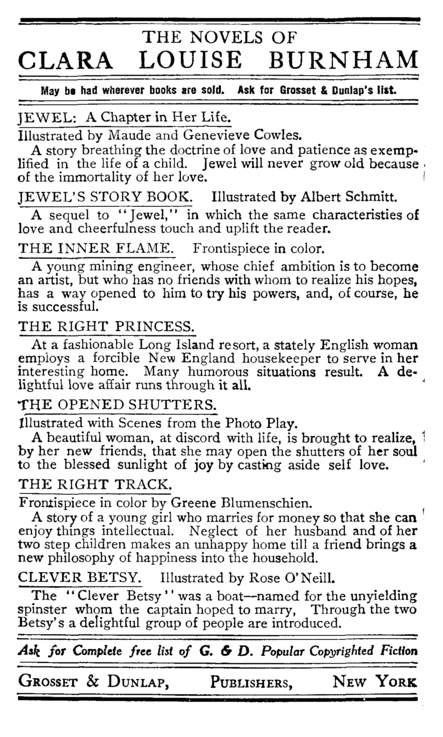 THE NOVELS OF
CLARA LOUISE BURNHAM
May be had wherever books are sold. Ask for Grosset & Dunlap's list.
JEWEL: A Chapter in Her Life.
Illustrated by Maude and Genevieve Cowles.
A story breathing the doctrine of love and patience as exemp-
lified in the life of a child. Jewel will never grow old because
of the immortality of her love.
JEWEL'S STORY BOOK. Illustrated by Albert Schmitt.
A sequel to "Jewel," in which the same characteristics of
love and cheerfulness touch and uplift the reader.
THE INNER FLAME. Frontispiece in color.
A young mining engineer, whose chief ambition is to become
an artist, but who has no friends with whom to realize his hopes,
has a way opened to him to try his powers, and, of course, he
is successful.
THE RIGHT PRINCESS.
At a fashionable Long Island resort, a stately English woman
employs a forcible New England housekeeper to serve in her
interesting home. Many humorous situations result. A de-
lightful love affair runs through it all.
THE OPENED SHUTTERS.
Illustrated with Scenes from the Photo Play.
A beautiful woman, at discord with life, is brought to realize,
by her new friends, that she may open the shutters of her soul
to the blessed sunlight of joy by casting aside self love.
THE RIGHT TRACK.
Frontispiece in color by Greene Blumenschien.
A story of a young girl who marries for money so that she can
enjoy things intellectual. Neglect of her husband and of her
two step children makes an unhappy home till a friend brings a
new philosophy of happiness into the household.
CLEVER BETSY. Illustrated by Rose O'Neill.
The "Clever Betsy" was a boat—named for the unyielding
spinster whom the captain hoped to marry, Through the two
Betsy's a delightful group of people are introduced.
Ask for Complete free list of G. & D. Popular Copyrighted Fiction
GROSSET & DUNLAP, PUBLISHERS, NEW YORK